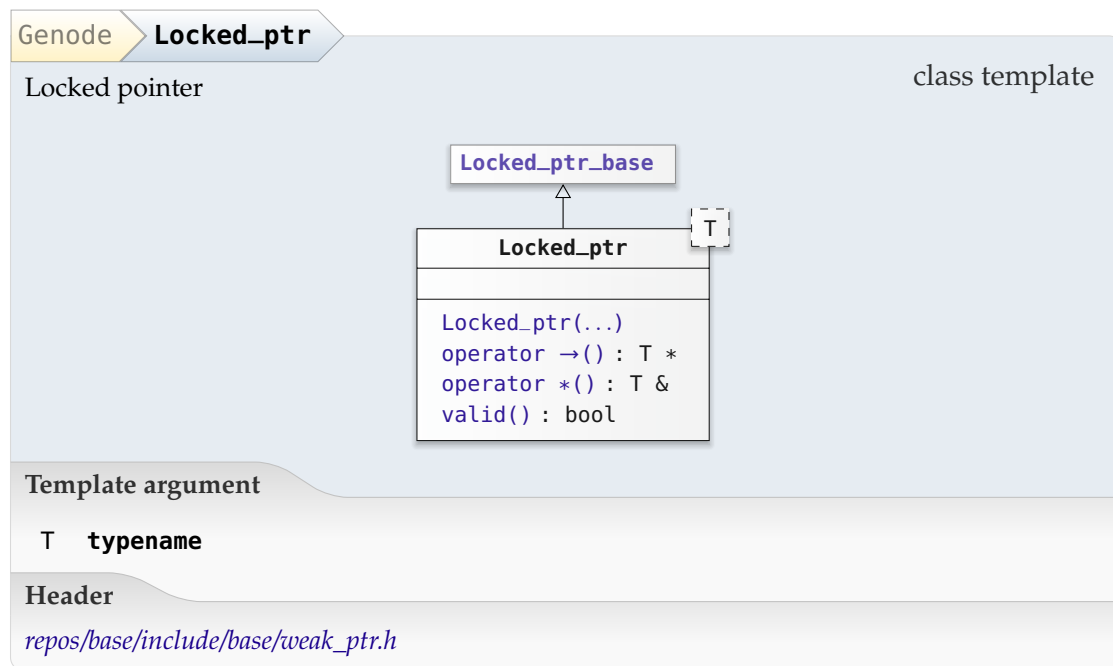 Genode Locked_ptr
Locked pointer
class template
Locked_ptr_base
T
Locked_ptr
Locked_ptr(...)
operator →() : T *
operator *() : T &
valid() : bool
Template argument
T typename
Header
repos/base/include/base/weak_ptr.h